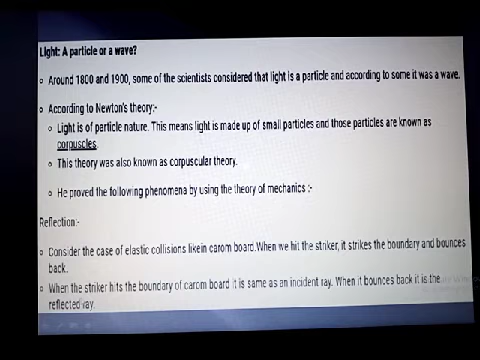 Light: A particle or a wave?
o Around 1800 and 1900, some of the scientists considered that light is a particle and according to some it was a wave.
o According to Newton's theory:-
o Light is of particle nature. This means light is made up of small particles and those particles are known as
corpuscles.
o This theory was also known as corpuscular theory.
o He proved the following phenomena by using the theory of mechanics :-
Reflection:-
o Consider the case of elastic collisions likein carom board.When we hit the striker, it strikes the boundary and bounces
back.
o When the striker hits the boundary of carom board it is same as an incident ray. When it bounces back it is the
reflected ray.